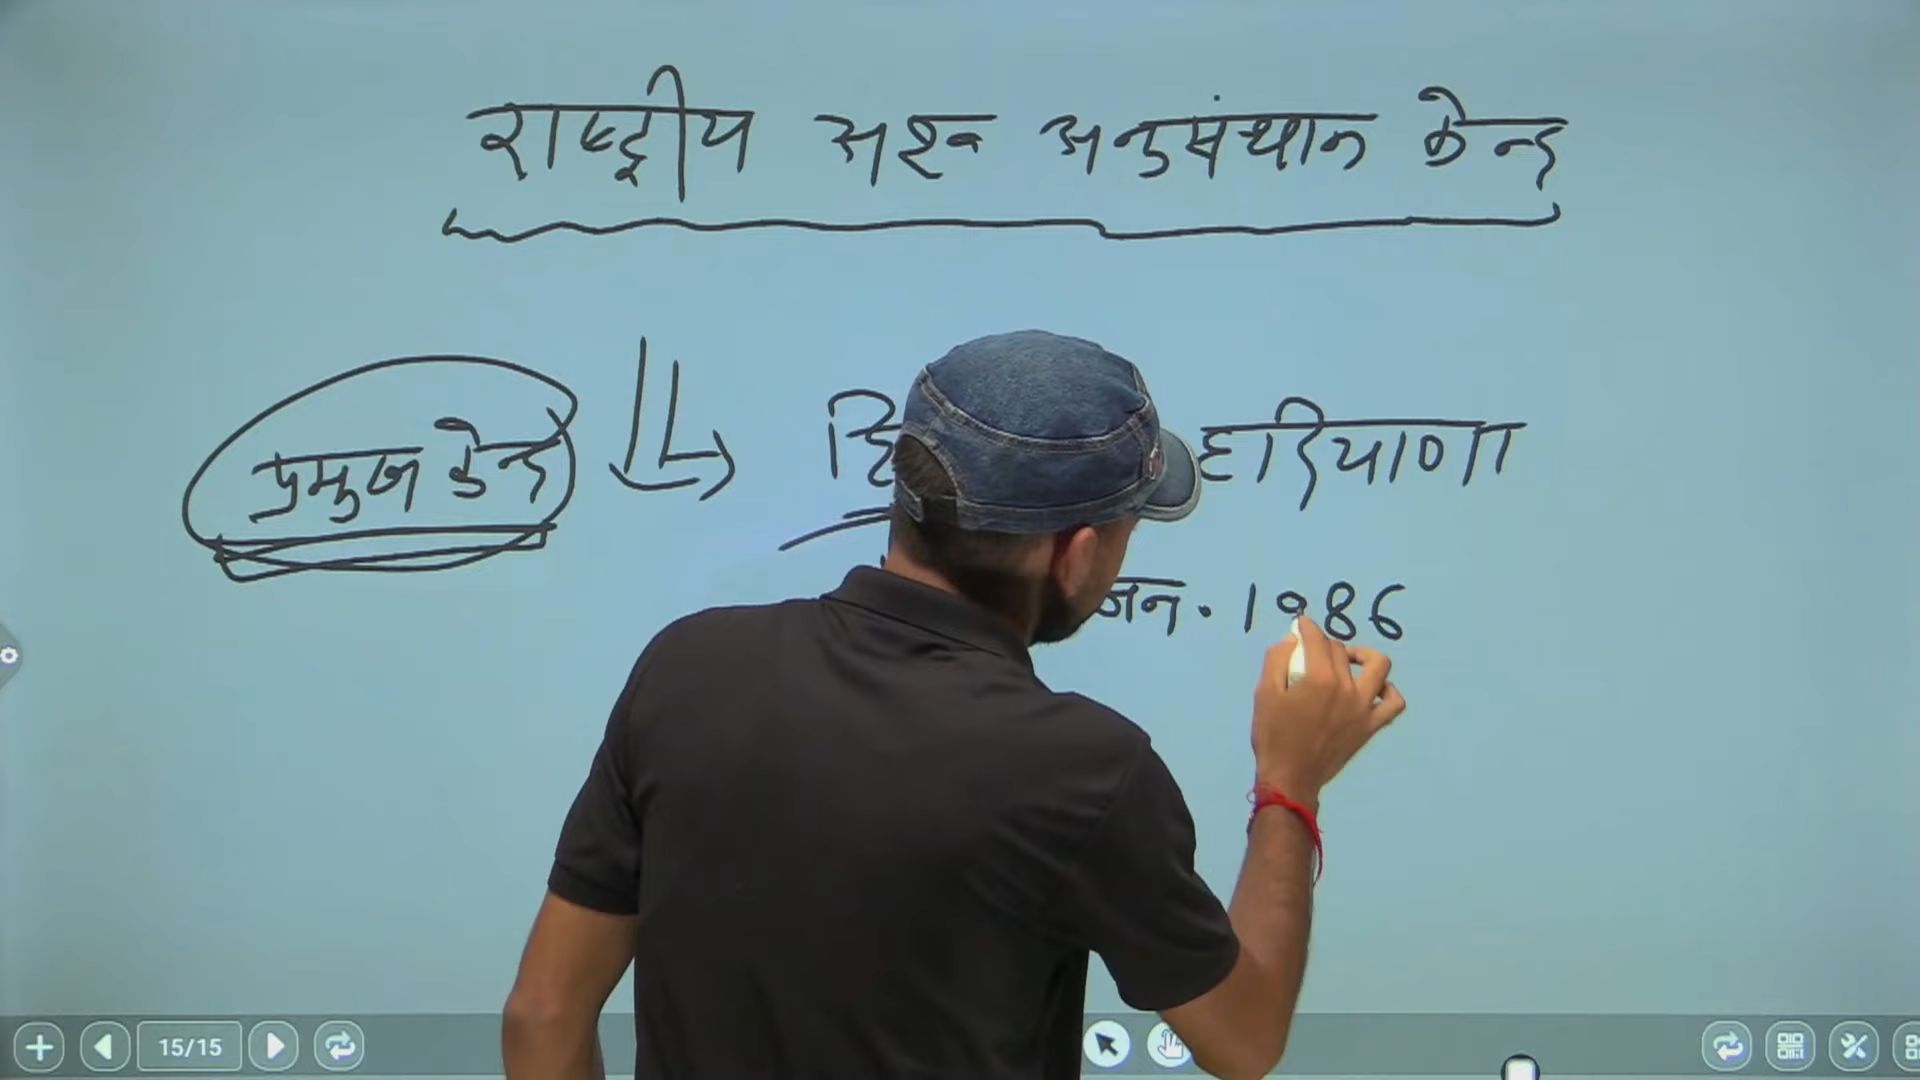 राष्ट्रीय अश्व अनुसंधान केन्द्र
प्रमुख केन्द्र हरियाणा
जन. 1986
15/15